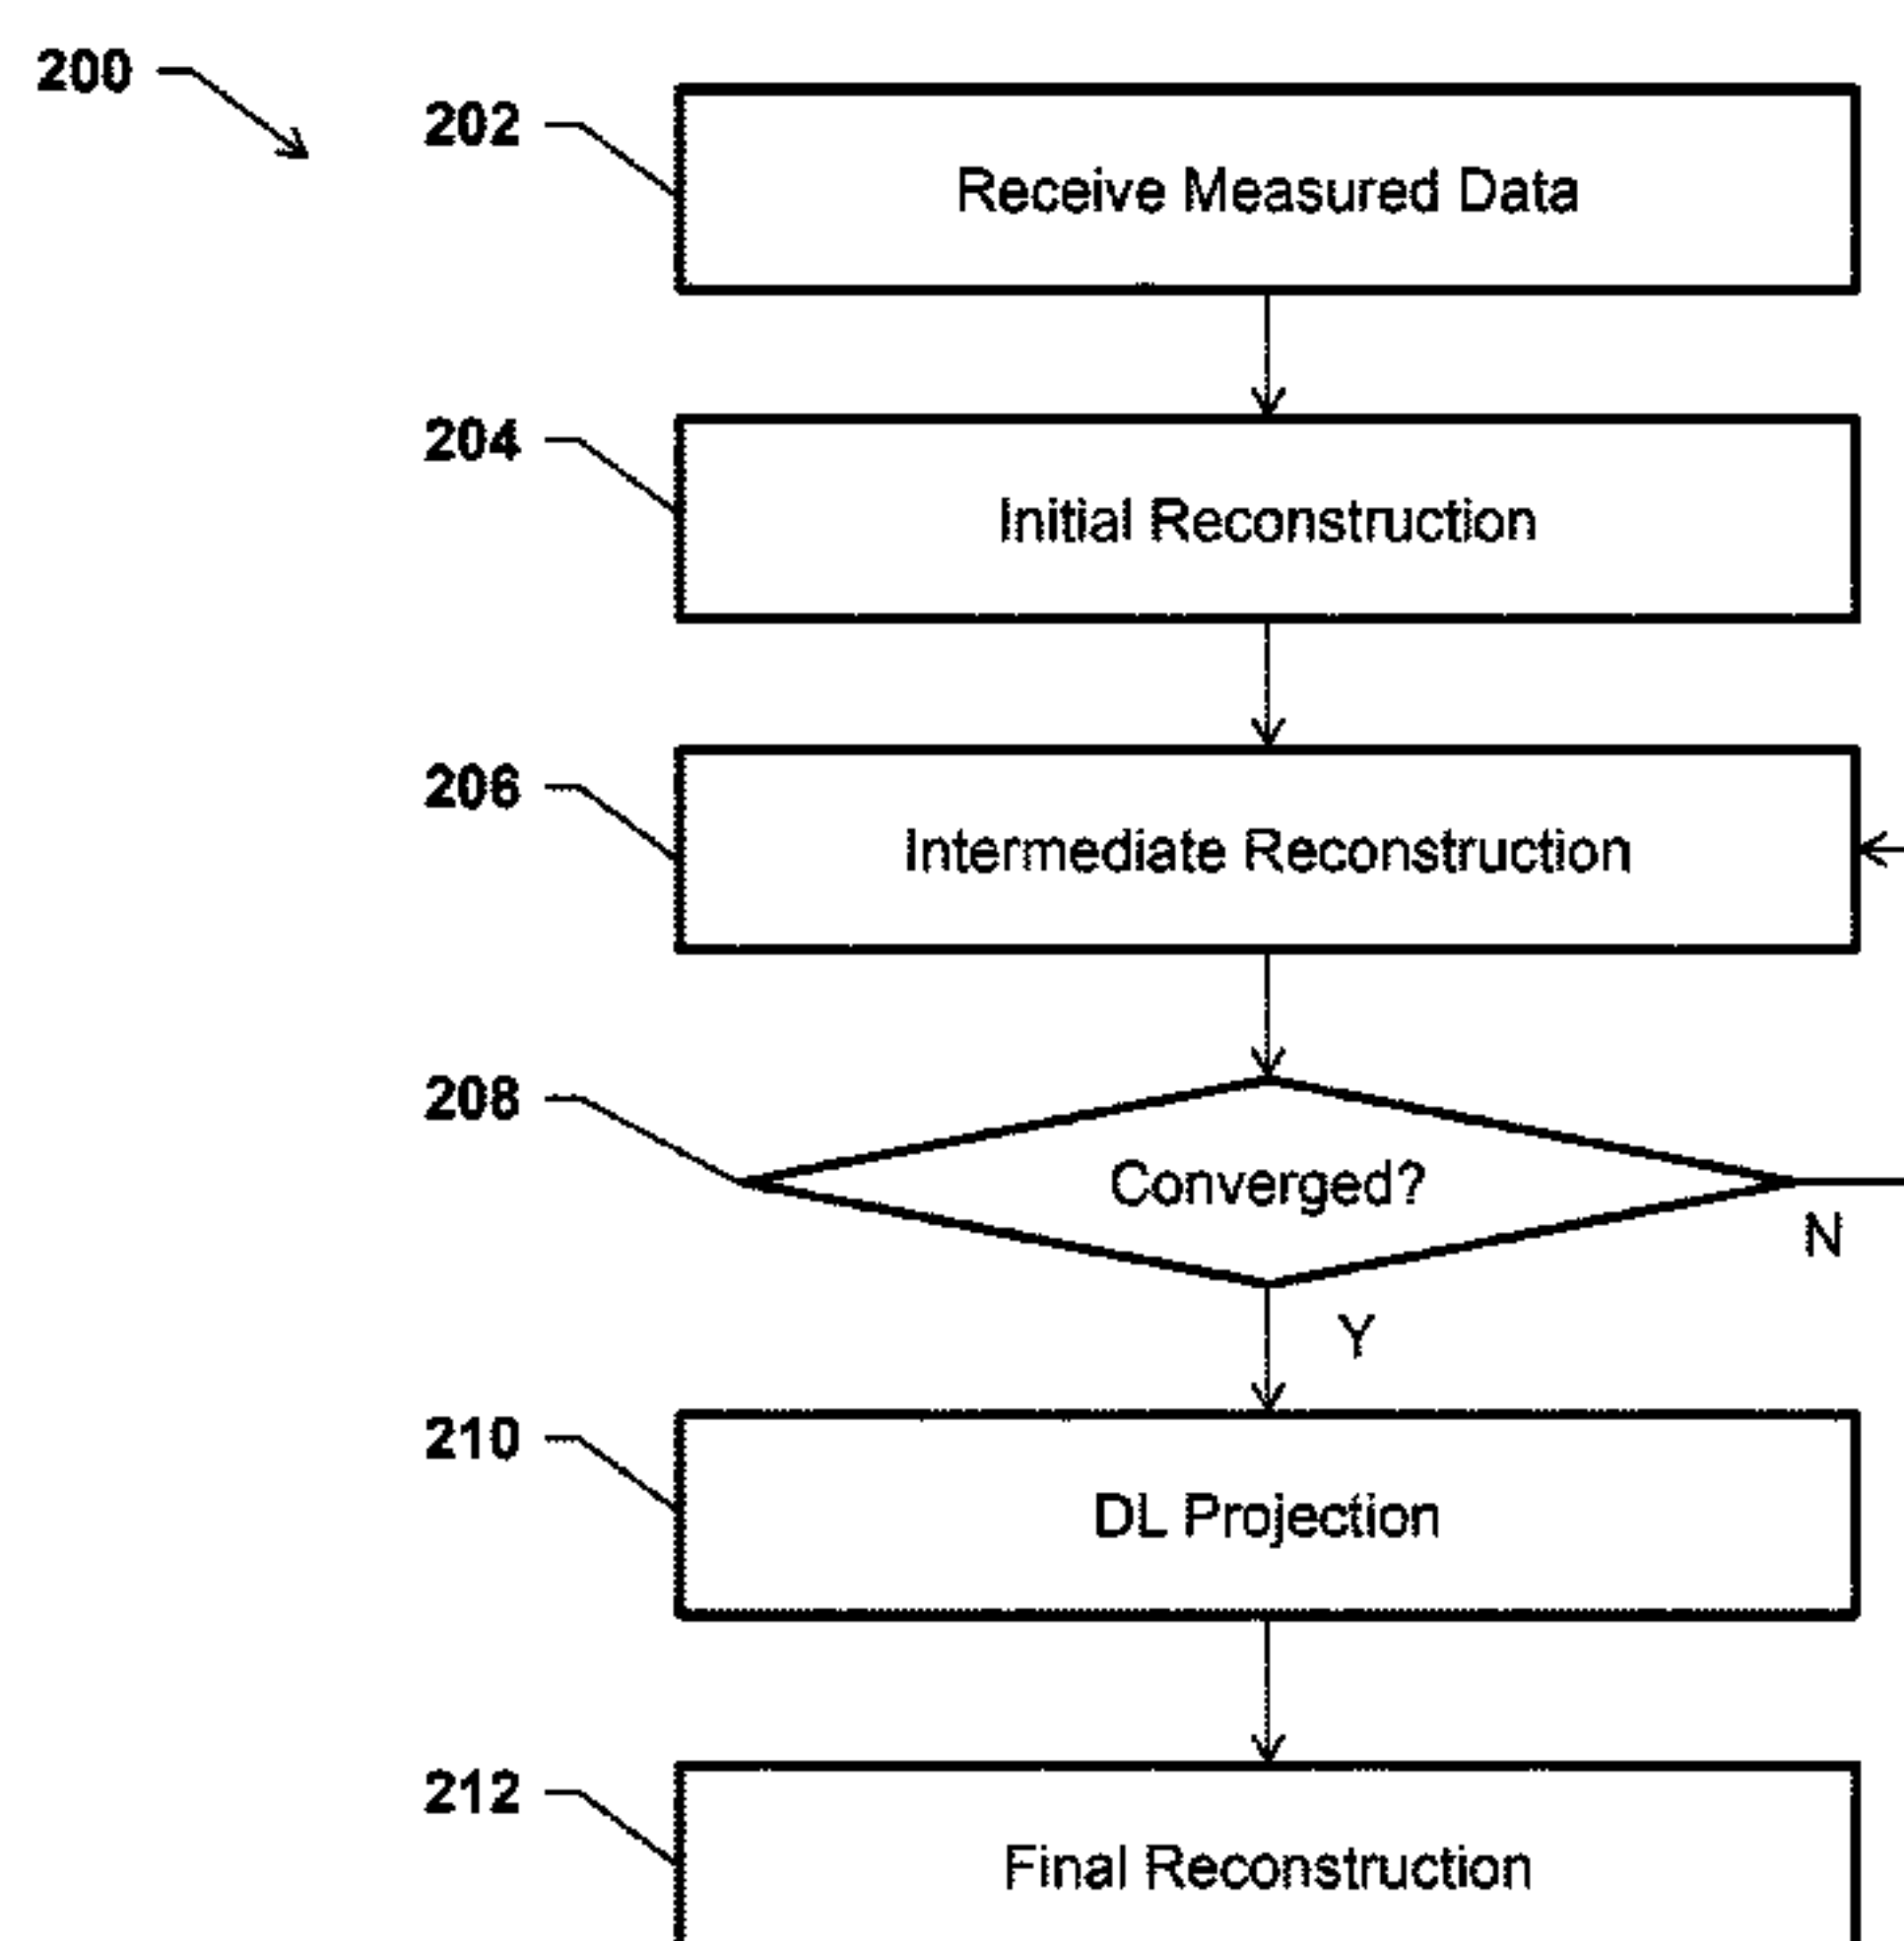 200
202
Receive Measured Data
204
Initial Reconstruction
206
Intermediate Reconstruction
208
Converged?
N
Y
210
DL Projection
212
Final Reconstruction